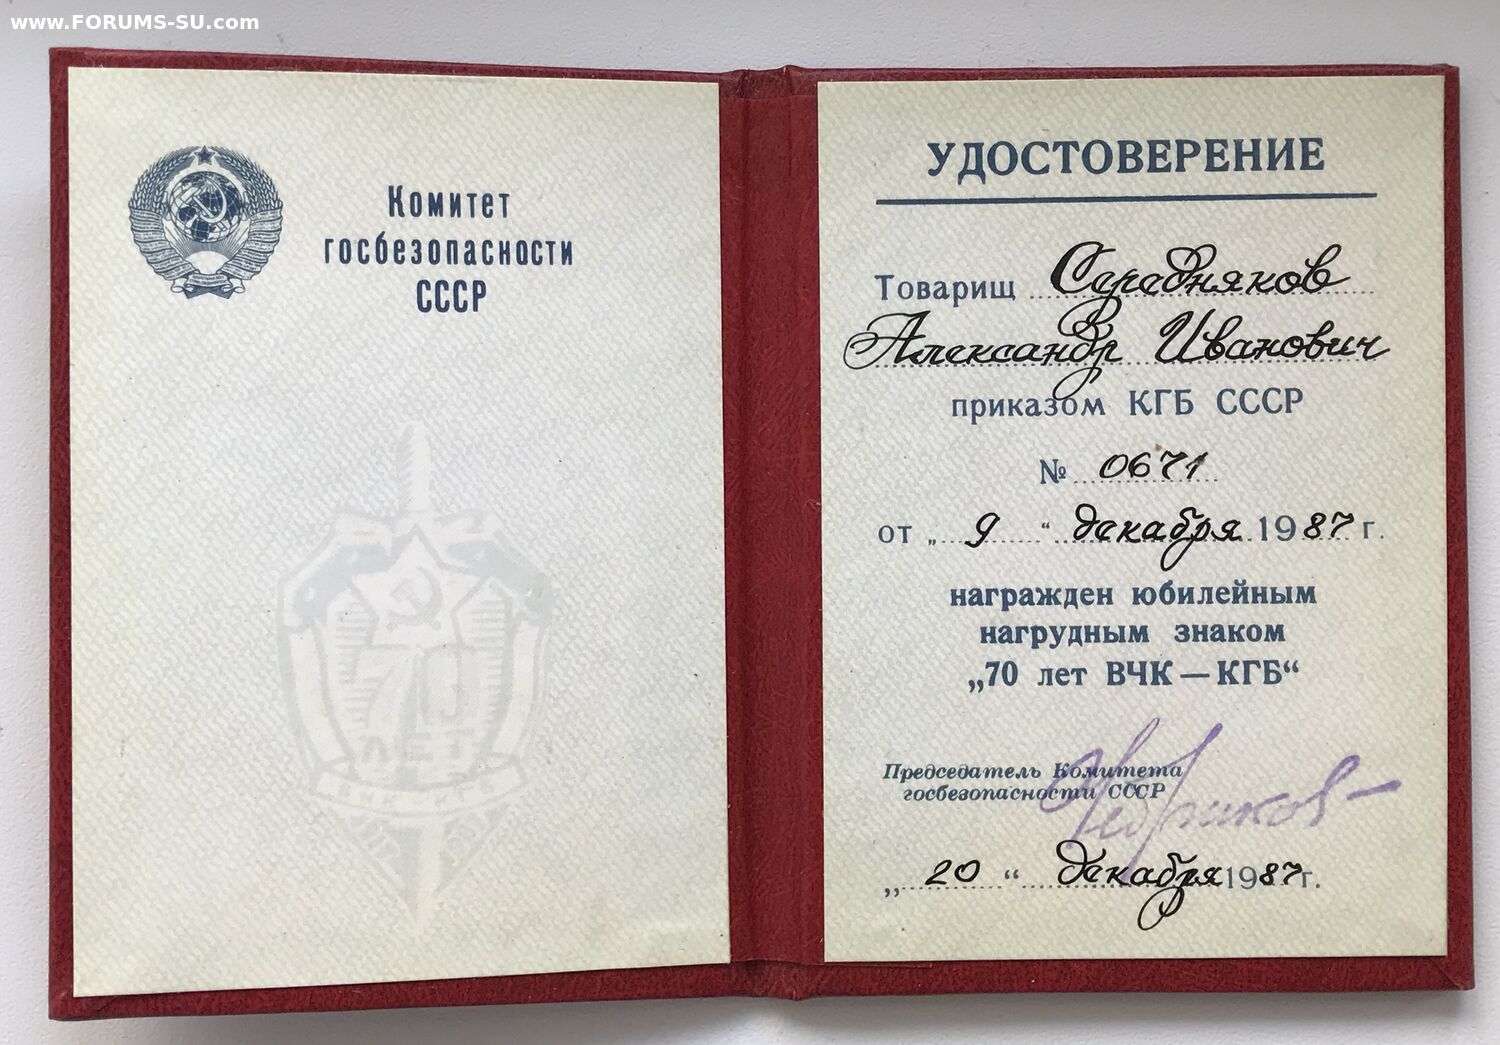 www.FORUMS-SU.com
Комитет
госбезопасности
СССР
УДОСТОВЕРЕНИЕ
Товарищ Середняков
Александр Иванович
приказом КГБ СССР
№ 0671
от „ 9 “ декабря 1987 г.
награжден юбилейным
нагрудным знаком
„70 лет ВЧК — КГБ“
Председатель Комитета
госбезопасности СССР
„ 20 “ декабря 1987 г.